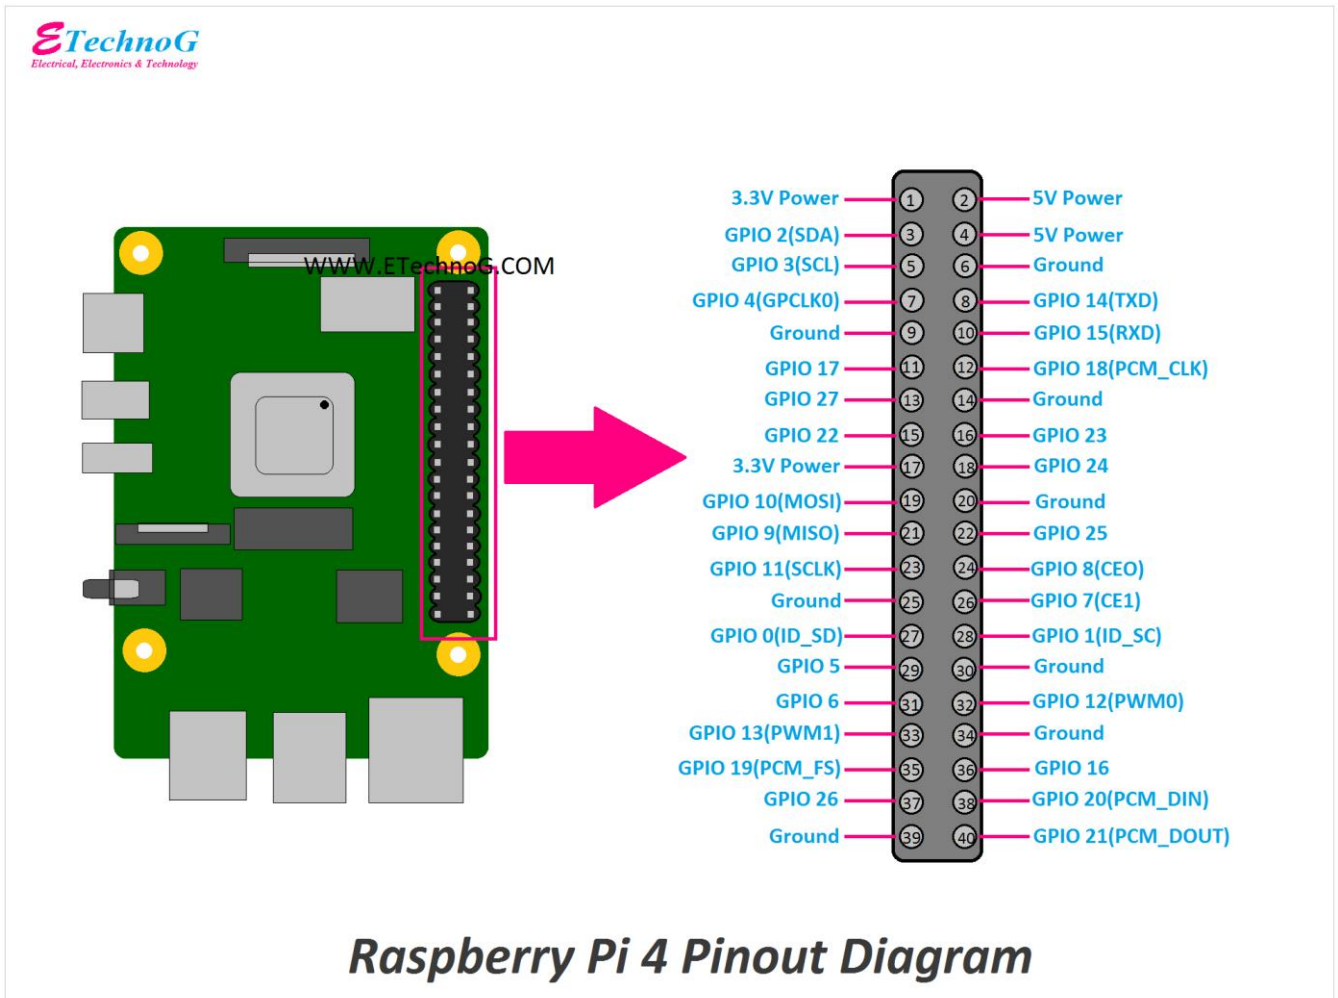 ETechnoG
Electrical, Electronics & Technology
WWW.ETechnoG.COM
3.3V Power 1 2 5V Power
GPIO 2(SDA) 3 4 5V Power
GPIO 3(SCL) 5 6 Ground
GPIO 4(GPCLK0) 7 8 GPIO 14(TXD)
Ground 9 10 GPIO 15(RXD)
GPIO 17 11 12 GPIO 18(PCM_CLK)
GPIO 27 13 14 Ground
GPIO 22 15 16 GPIO 23
3.3V Power 17 18 GPIO 24
GPIO 10(MOSI) 19 20 Ground
GPIO 9(MISO) 21 22 GPIO 25
GPIO 11(SCLK) 23 24 GPIO 8(CEO)
Ground 25 26 GPIO 7(CE1)
GPIO 0(ID_SD) 27 28 GPIO 1(ID_SC)
GPIO 5 29 30 Ground
GPIO 6 31 32 GPIO 12(PWM0)
GPIO 13(PWM1) 33 34 Ground
GPIO 19(PCM_FS) 35 36 GPIO 16
GPIO 26 37 38 GPIO 20(PCM_DIN)
Ground 39 40 GPIO 21(PCM_DOUT)
Raspberry Pi 4 Pinout Diagram